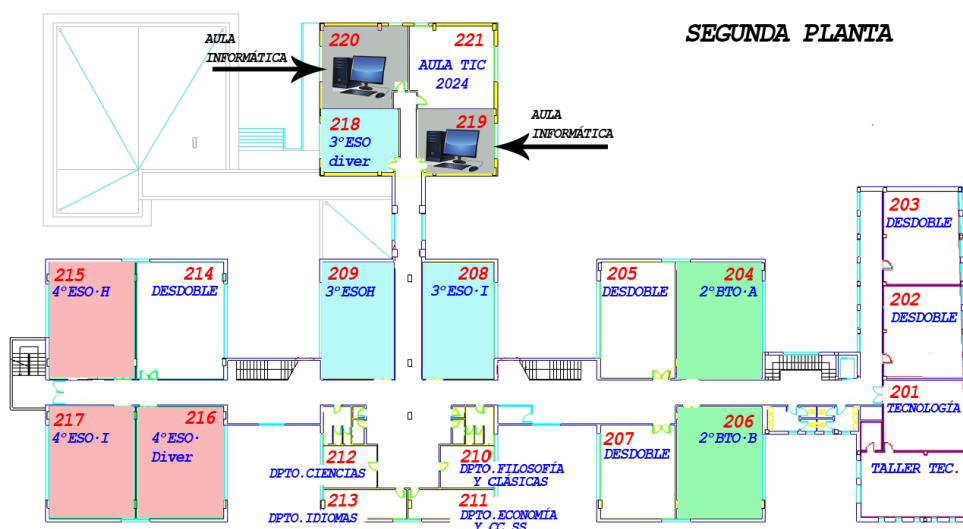 SEGUNDA PLANTA
AULA
INFORMÁTICA
220
221
AULA TIC
2024
218
3ºESO
diver
219
AULA
INFORMÁTICA
203
DESDOBLE
215
4ºESO·H
214
DESDOBLE
209
3ºESOH
208
3ºESO·I
205
DESDOBLE
204
2ºBTO·A
202
DESDOBLE
201
TECNOLOGÍA
217
4ºESO·I
216
4ºESO·
Diver
212
DPTO.CIENCIAS
210
DPTO.FILOSOFÍA
Y CLÁSICAS
207
DESDOBLE
206
2ºBTO·B
TALLER TEC.
213
DPTO.IDIOMAS
211
DPTO.ECONOMÍA
Y CC.SS